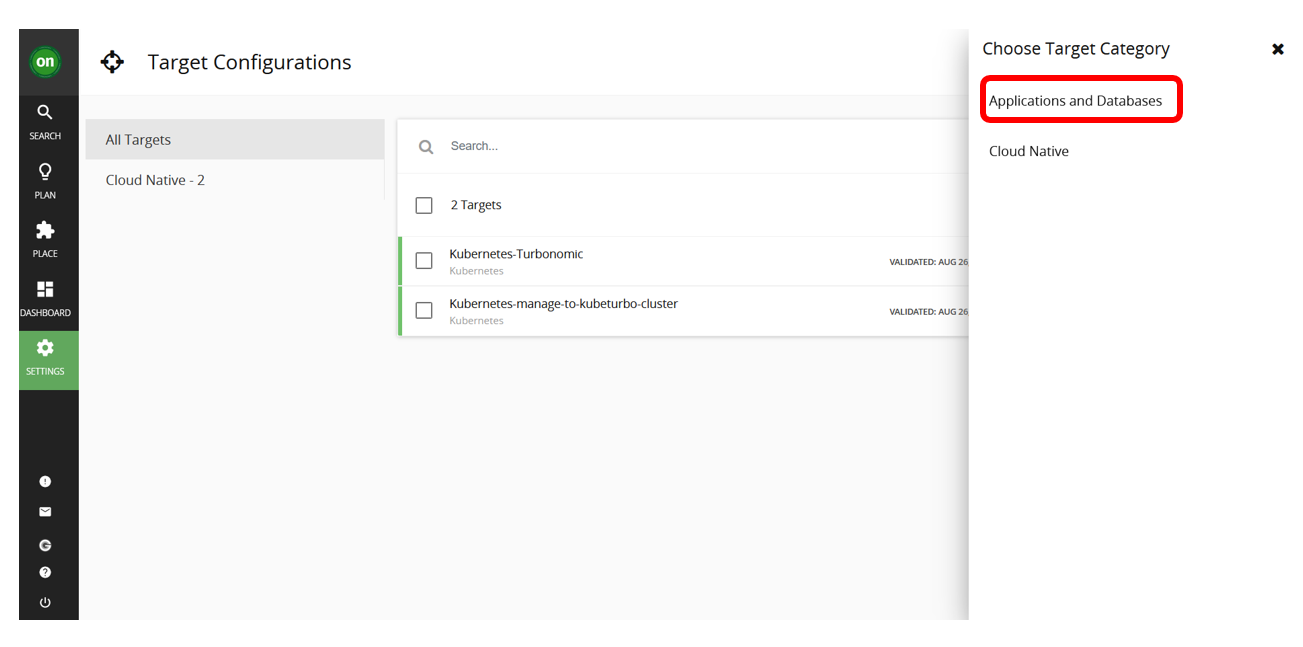 on
SEARCH
PLAN
PLACE
DASHBOARD
SETTINGS
Target Configurations
All Targets
Cloud Native - 2
Search...
2 Targets
Kubernetes-Turbonomic
Kubernetes
VALIDATED: AUG 26,
Kubernetes-manage-to-kubeturbo-cluster
Kubernetes
VALIDATED: AUG 26,
Choose Target Category
Applications and Databases
Cloud Native